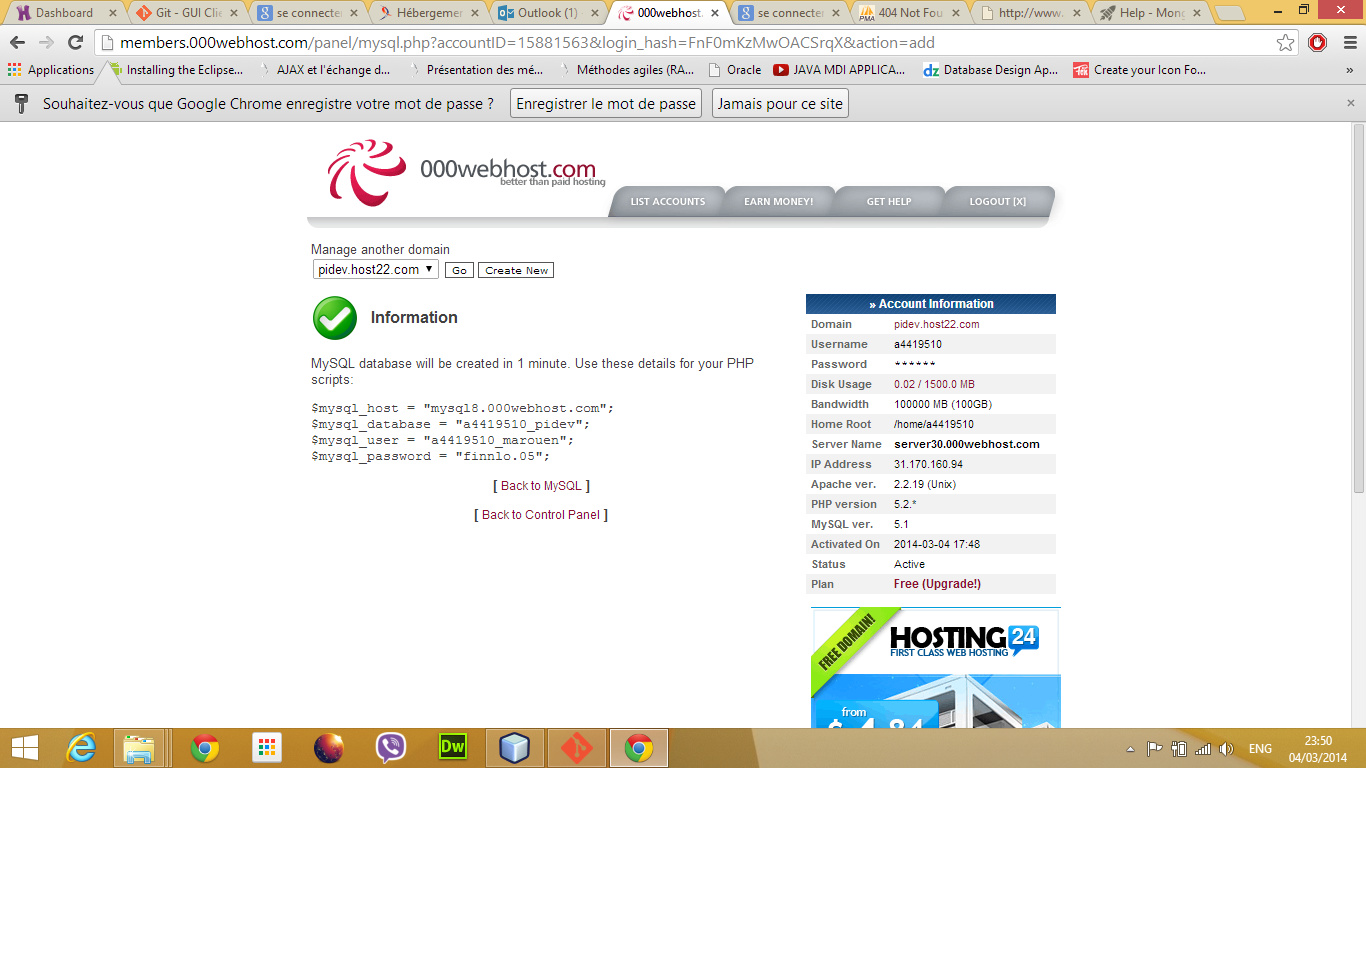 Dashboard
Git - GUI Clie
se connecter
Hébergemer
Outlook (1)
000webhost.
se connecter
404 Not Fou
http://www.
Help - Mong
members.000webhost.com/panel/mysql.php?accountID=15881563&login_hash=FnF0mKzMwOACSrqX&action=add
Applications
Installing the Eclipse...
AJAX et l'échange d...
Présentation des mé...
Méthodes agiles (RA...
Oracle
JAVA MDI APPLICA...
Database Design Ap...
Create your Icon Fo...
»
Souhaitez-vous que Google Chrome enregistre votre mot de passe ?
Enregistrer le mot de passe
Jamais pour ce site
000webhost.com
better than paid hosting
LIST ACCOUNTS
EARN MONEY!
GET HELP
LOGOUT [X]
Manage another domain
pidev.host22.com
Go
Create New
Information
MySQL database will be created in 1 minute. Use these details for your PHP
scripts:
$mysql_host = "mysql8.000webhost.com";
$mysql_database = "a4419510_pidev";
$mysql_user = "a4419510_marouen";
$mysql_password = "finnlo.05";
[ Back to MySQL ]
[ Back to Control Panel ]
» Account Information
Domain pidev.host22.com
Username a4419510
Password ******
Disk Usage 0.02 / 1500.0 MB
Bandwidth 100000 MB (100GB)
Home Root /home/a4419510
Server Name server30.000webhost.com
IP Address 31.170.160.94
Apache ver. 2.2.19 (Unix)
PHP version 5.2.*
MySQL ver. 5.1
Activated On 2014-03-04 17:48
Status Active
Plan Free (Upgrade!)
FREE DOMAIN!
HOSTING 24
FIRST CLASS WEB HOSTING
from
Dw
ENG
23:50
04/03/2014